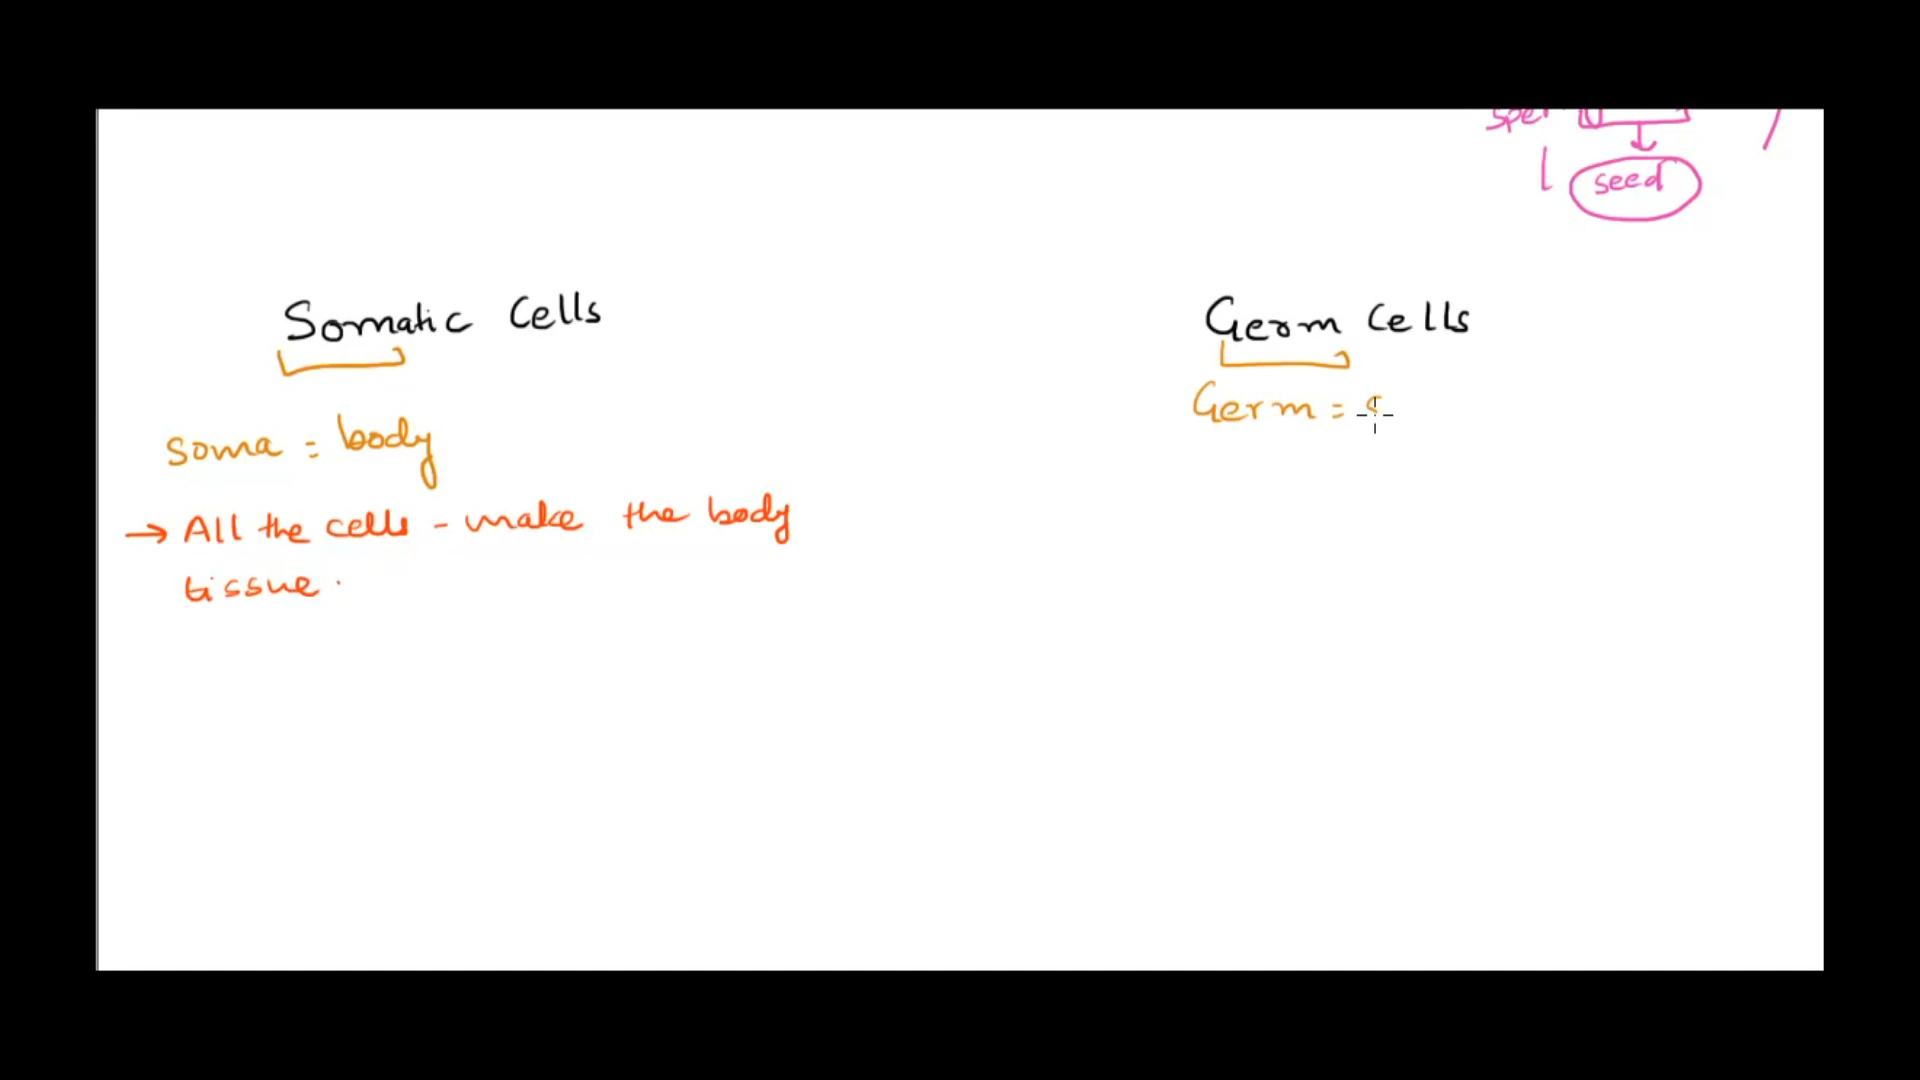 seed
Somatic Cells
Germ Cells
soma = body
Germ =
→ All the cells - make the body
tissue.